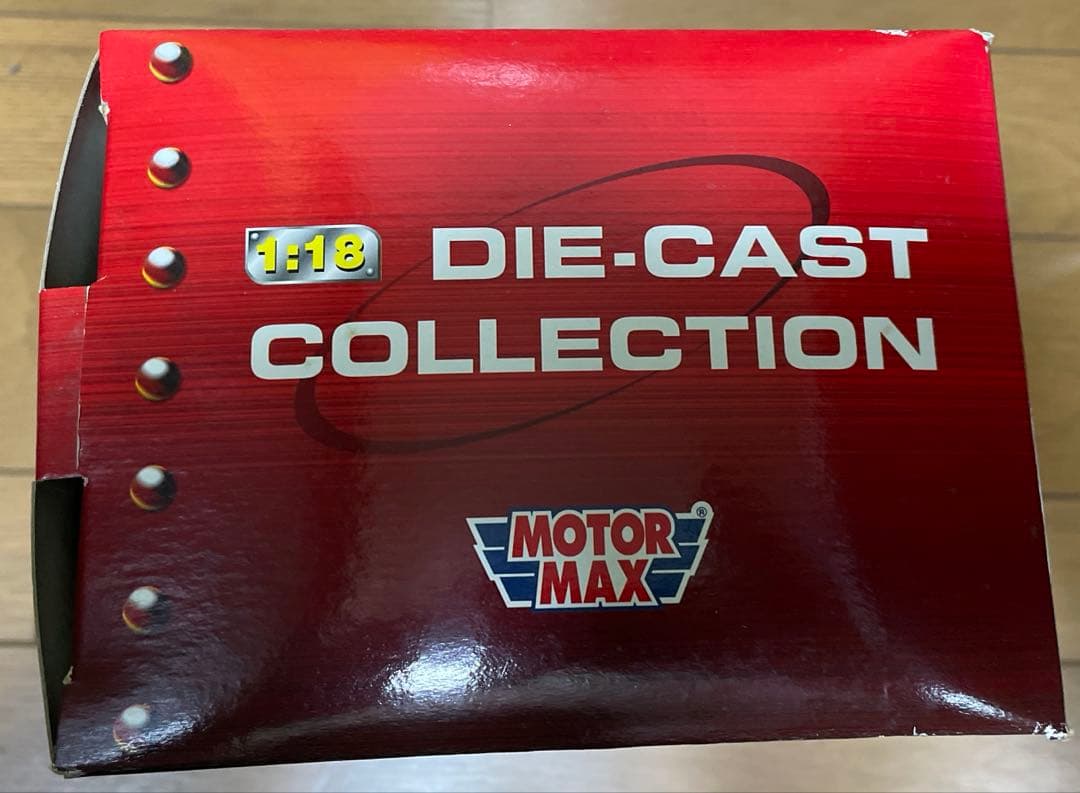 1:18 DIE-CAST
COLLECTION
MOTOR ®
MAX